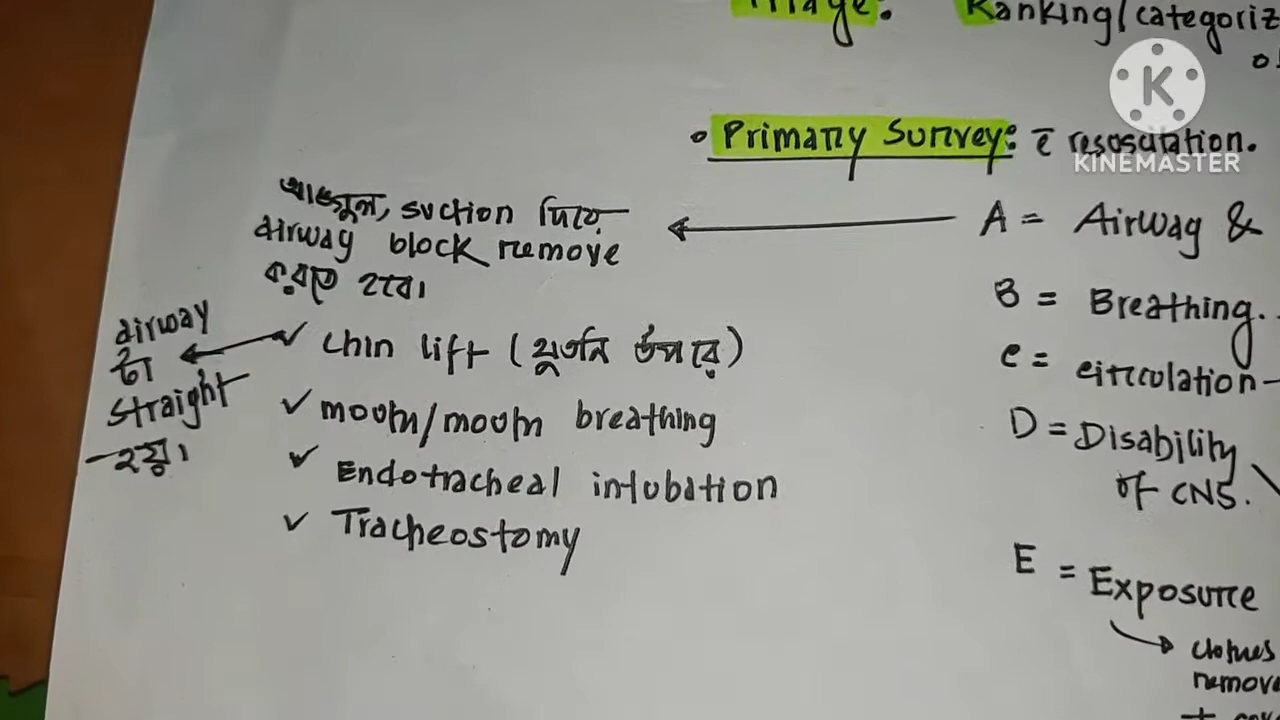 Triage: Ranking/categoriz
o
• Primary Survey: c̄ resosulation.
KINEMASTER
আঙ্গুল, suction দিয়ে
airway block remove
করতে হবে।
A = Airway &
B = Breathing.
C = circulation
D = Disability
of CNS.
E = Exposure
clothes
remove
✓ chin lift (থুতনি উপরে)
airway
টা
straight
হয়।
✓ mouth/mouth breathing
✓ Endotracheal intubation
✓ Tracheostomy